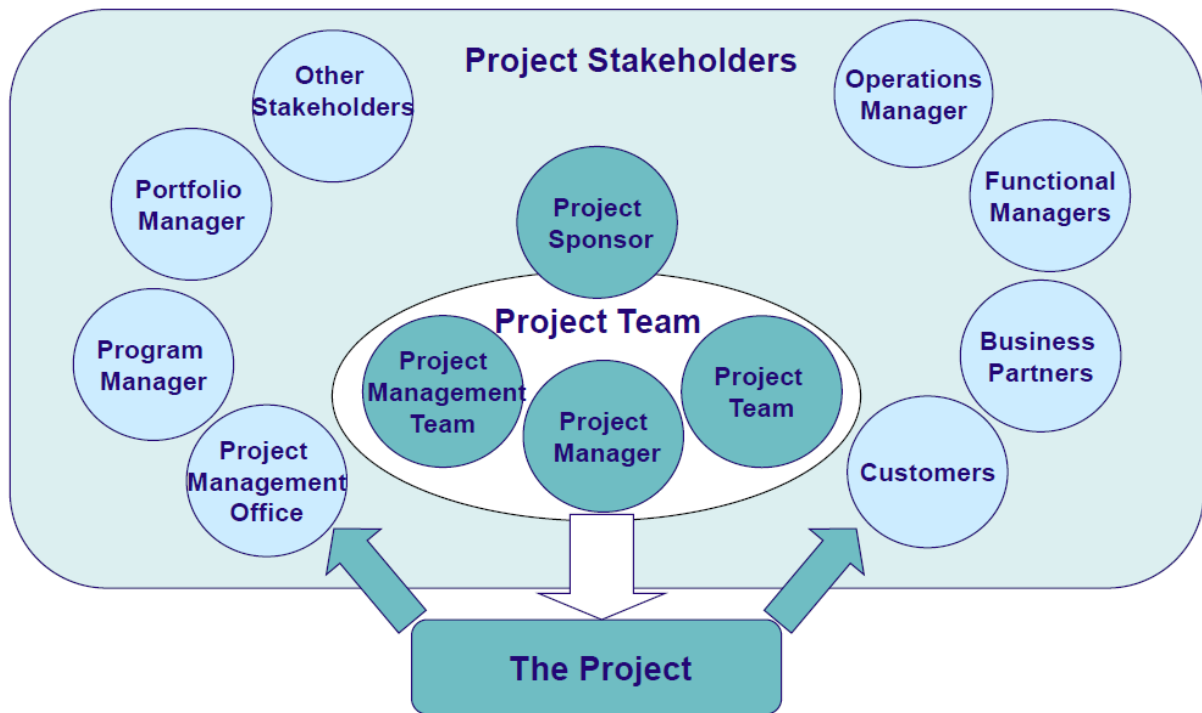 Project Stakeholders
Other
Stakeholders
Operations
Manager
Portfolio
Manager
Functional
Managers
Project
Sponsor
Program
Manager
Project Team
Business
Partners
Project
Management
Team
Project
Manager
Project
Team
Project
Management
Office
Customers
The Project